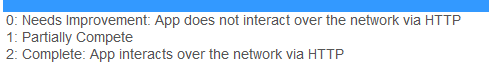 0: Needs Improvement: App does not interact over the network via HTTP
1: Partially Compete
2: Complete: App interacts over the network via HTTP